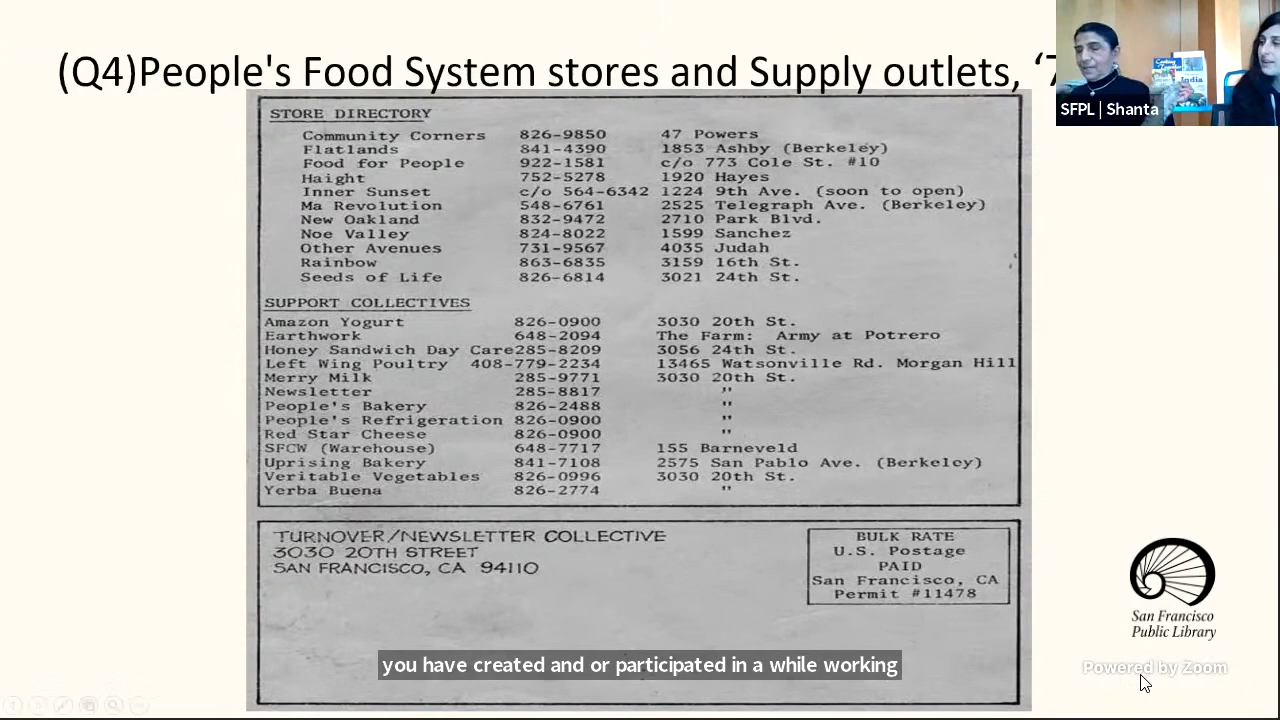 (Q4)People's Food System stores and Supply outlets, ‘7
SFPL | Shanta
India
STORE DIRECTORY
Community Corners 826-9850 47 Powers
Flatlands 841-4390 1853 Ashby (Berkeley)
Food for People 922-1581 c/o 773 Cole St. #10
Haight 752-5278 1920 Hayes
Inner Sunset c/o 564-6342 1224 9th Ave. (soon to open)
Ma Revolution 548-6761 2525 Telegraph Ave. (Berkeley)
New Oakland 832-9472 2710 Park Blvd.
Noe Valley 824-8022 1599 Sanchez
Other Avenues 731-9567 4035 Judah
Rainbow 863-6835 3159 16th St.
Seeds of Life 826-6814 3021 24th St.
SUPPORT COLLECTIVES
Amazon Yogurt 826-0900 3030 20th St.
Earthwork 648-2094 The Farm: Army at Potrero
Honey Sandwich Day Care285-8209 3056 24th St.
Left Wing Poultry 408-779-2234 13465 Watsonville Rd. Morgan Hill
Merry Milk 285-9771 3030 20th St.
Newsletter 285-8817 "
People's Bakery 826-2488 "
People's Refrigeration 826-0900 "
Red Star Cheese 826-0900 "
SFCW (Warehouse) 648-7717 155 Barneveld
Uprising Bakery 841-7108 2575 San Pablo Ave. (Berkeley)
Veritable Vegetables 826-0996 3030 20th St.
Yerba Buena 826-2774 "
TURNOVER/NEWSLETTER COLLECTIVE
3030 20TH STREET
SAN FRANCISCO, CA 94110
BULK RATE
U.S. Postage
PAID
San Francisco, CA
Permit #11478
San Francisco
Public Library
you have created and or participated in a while working
Powered by Zoom